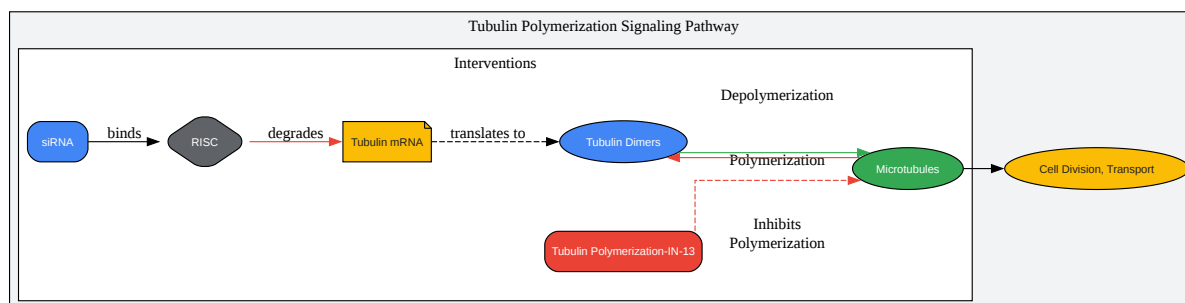 Tubulin Polymerization Signaling Pathway
Interventions
Depolymerization
siRNA
binds
RISC
degrades
Tubulin mRNA
translates to
Tubulin Dimers
Polymerization
Microtubules
Cell Division, Transport
Inhibits
Polymerization
Tubulin Polymerization-IN-13